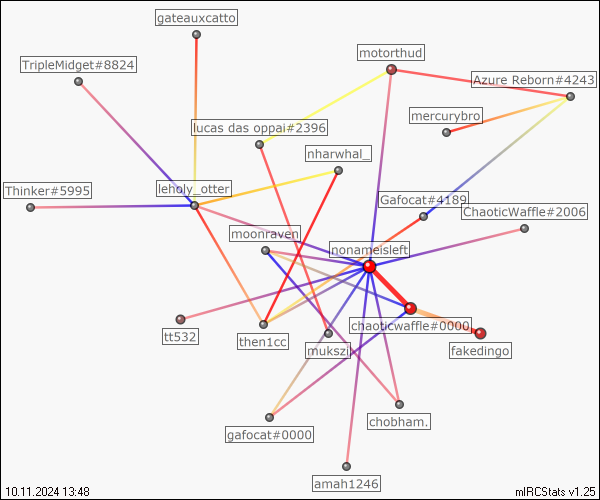 gateauxcatto
motorthud
TripleMidget#8824
Azure Reborn#4243
mercurybro
lucas das oppai#2396
nharwhal_
Thinker#5995
leholy_otter
Gafocat#4189
ChaoticWaffle#2006
moonraven
nonameisleft
chaoticwaffle#0000
tt532
then1cc
mukszii
fakedingo
chobham.
gafocat#0000
amah1246
10.11.2024 13:48
mIRCStats v1.25